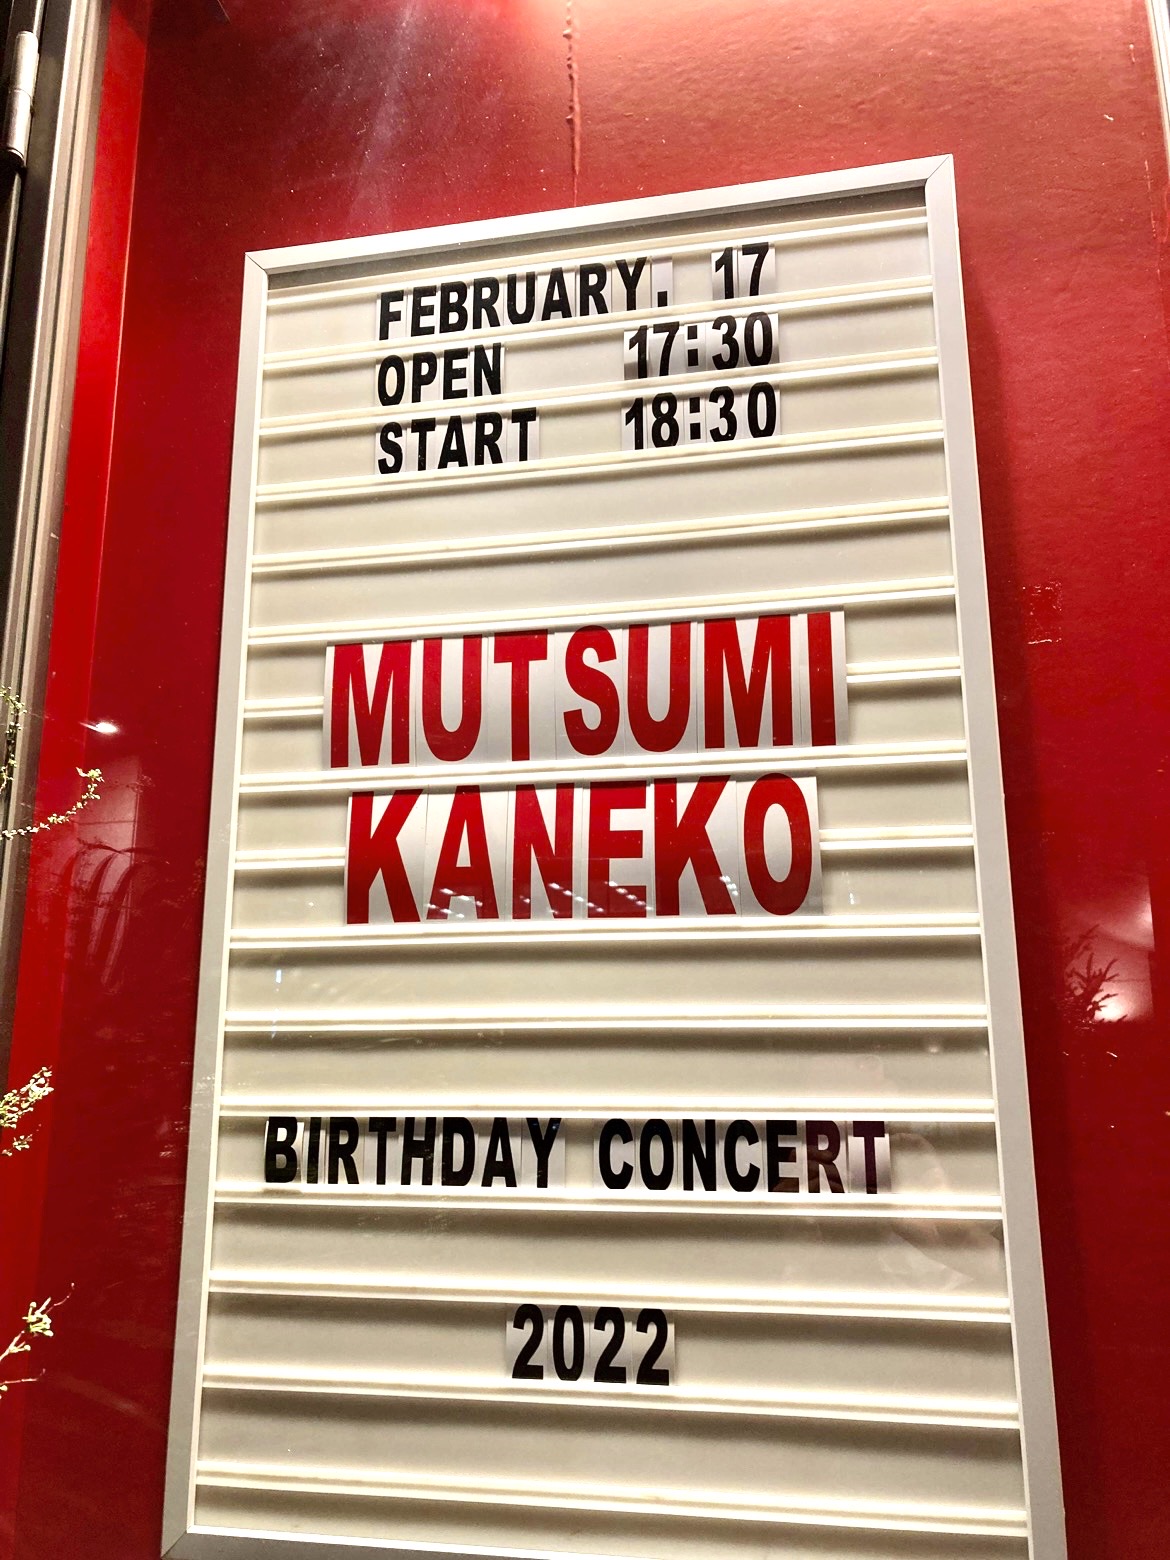 FEBRUARY. 17
OPEN 17:30
START 18:30
MUTSUMI
KANEKO
BIRTHDAY CONCERT
2022